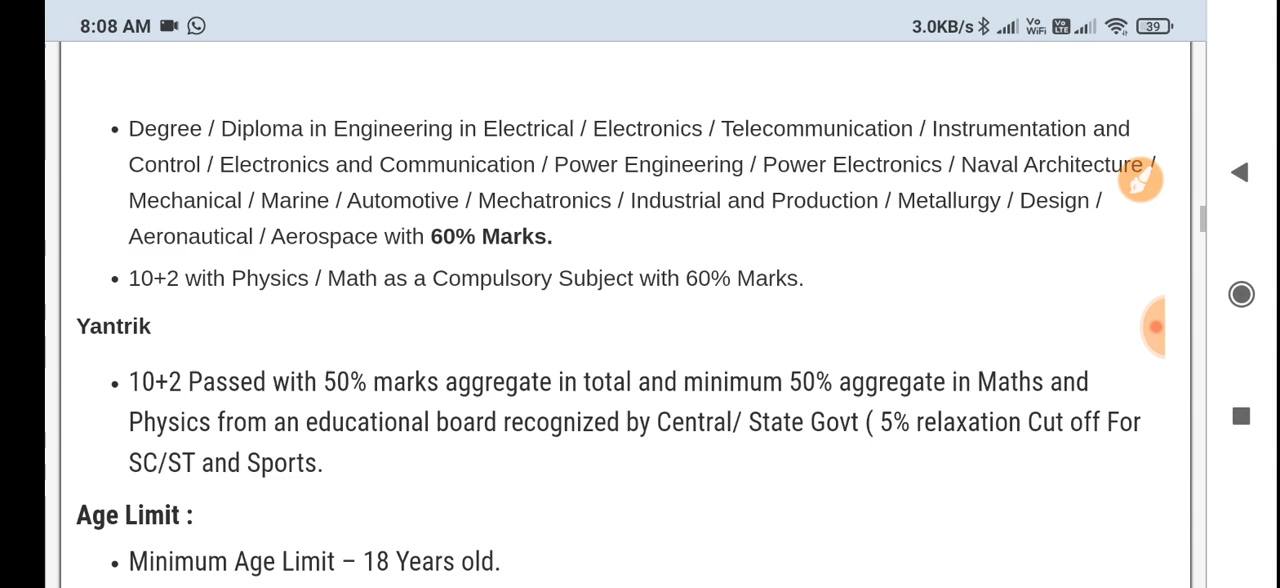 8:08 AM 3.0KB/s Vo WiFi Vo LTE 39
• Degree / Diploma in Engineering in Electrical / Electronics / Telecommunication / Instrumentation and
Control / Electronics and Communication / Power Engineering / Power Electronics / Naval Architecture /
Mechanical / Marine / Automotive / Mechatronics / Industrial and Production / Metallurgy / Design /
Aeronautical / Aerospace with 60% Marks.
• 10+2 with Physics / Math as a Compulsory Subject with 60% Marks.
Yantrik
• 10+2 Passed with 50% marks aggregate in total and minimum 50% aggregate in Maths and
Physics from an educational board recognized by Central/ State Govt ( 5% relaxation Cut off For
SC/ST and Sports.
Age Limit :
• Minimum Age Limit – 18 Years old.